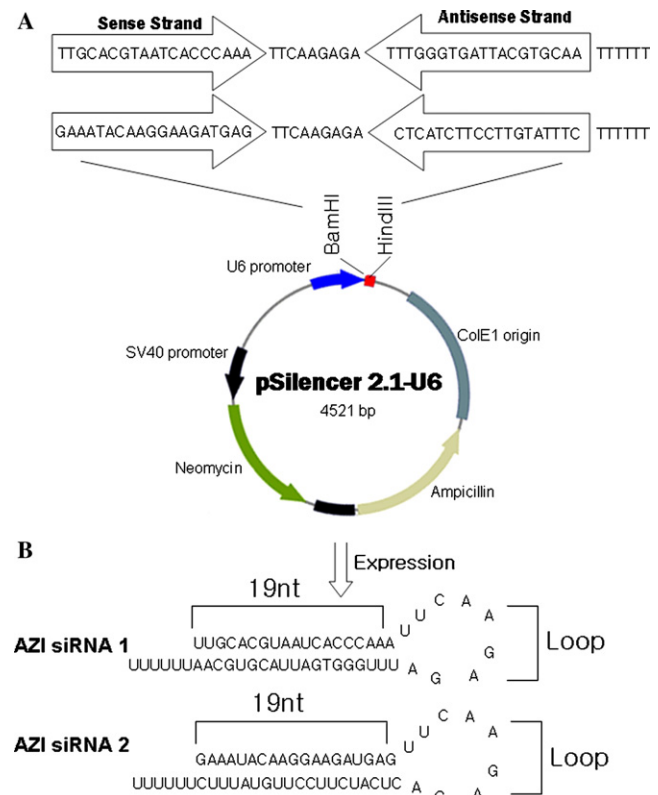 A
Sense Strand
Antisense Strand
TTGCACGTAATCACCCAAA TTCAAGAGA TTTGGGTGATTACGTGCAA TTTTTT
GAAATACAAGGAAGATGAG TTCAAGAGA CTCATCTTCCTTGTATTTC TTTTTT
BamHI
HindIII
U6 promoter
ColE1 origin
SV40 promoter
pSilencer 2.1-U6
4521 bp
Neomycin
Ampicillin
B
Expression
19nt
AZI siRNA 1
UUGCACGUAAUCACCCAAA
U U C A A G A G A
UUUUUUAACGUGCAUUAGTGGGUUU
Loop
19nt
AZI siRNA 2
GAAAUACAAGGAAGAUGAG
U U C A A G A G A
UUUUUUCUUUAUGUUCCUUCUACUC
Loop